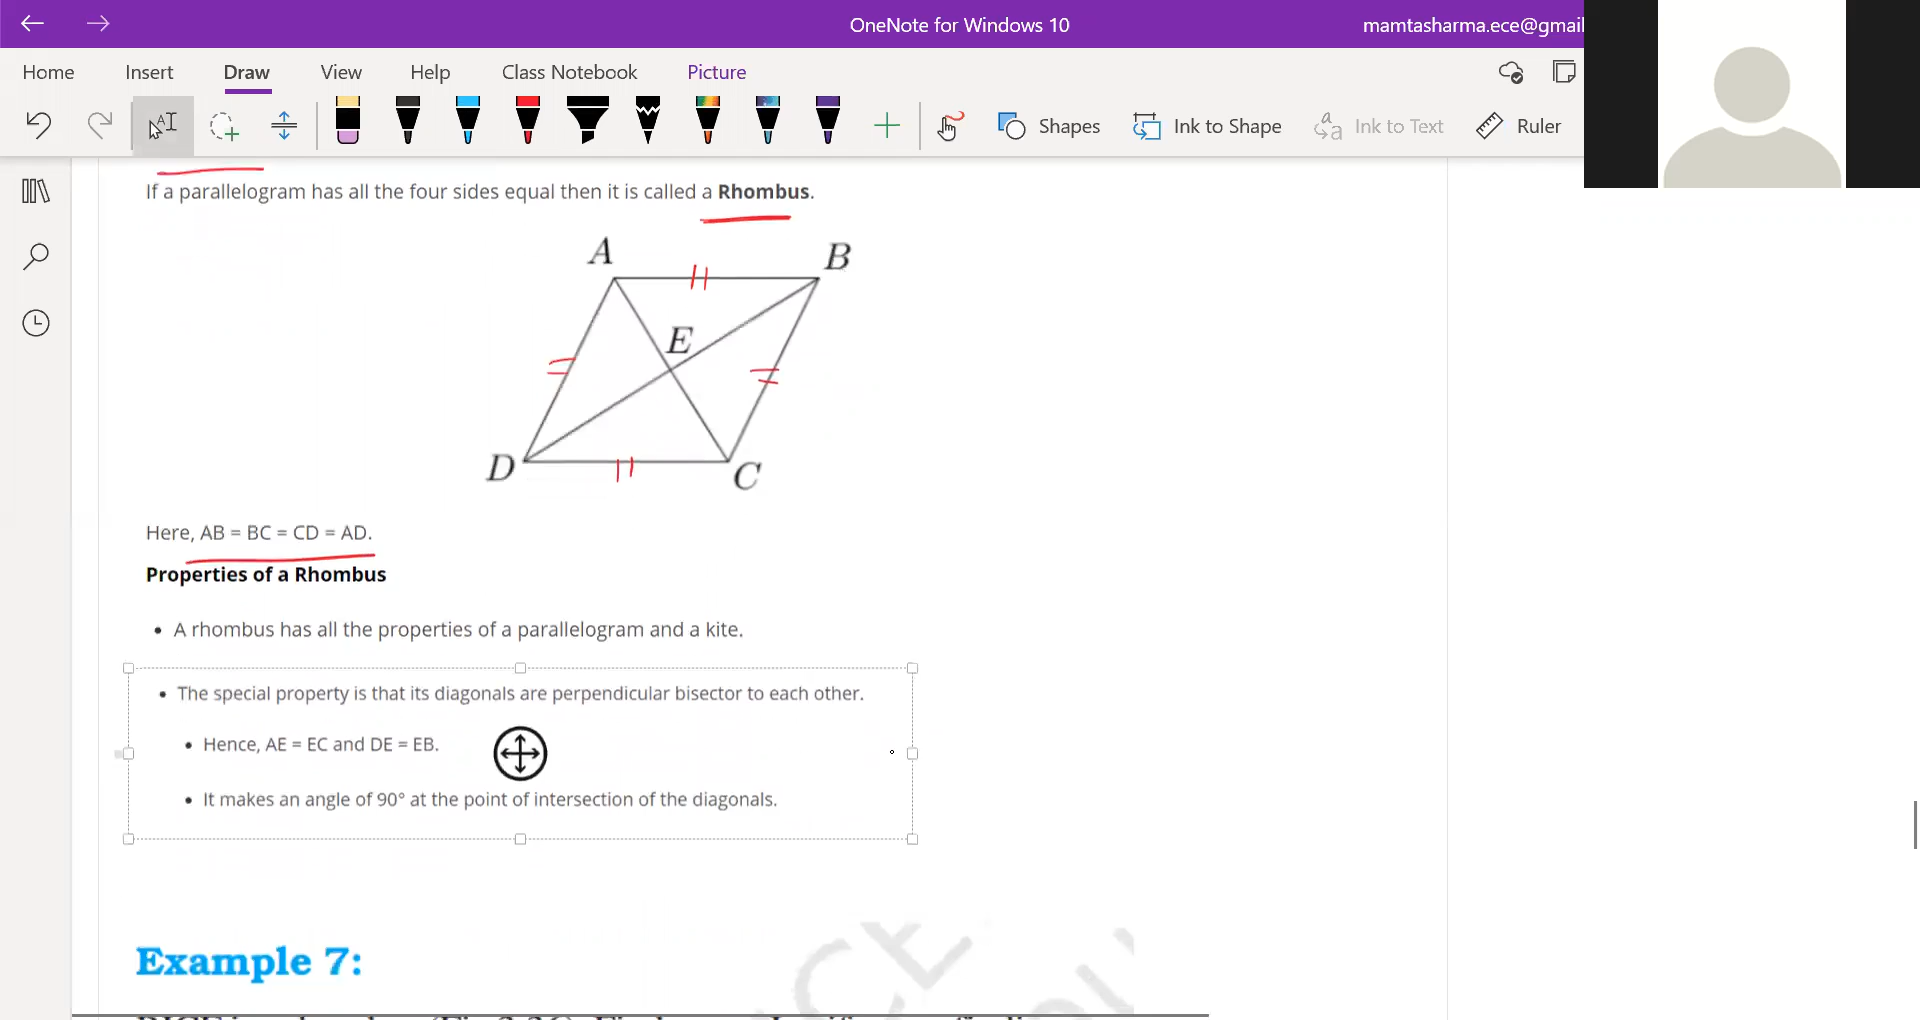 OneNote for Windows 10
mamtasharma.ece@gmail
Home Insert Draw View Help Class Notebook Picture
Shapes Ink to Shape Ink to Text Ruler
If a parallelogram has all the four sides equal then it is called a Rhombus.
A
B
E
D
C
Here, AB = BC = CD = AD.
Properties of a Rhombus
• A rhombus has all the properties of a parallelogram and a kite.
• The special property is that its diagonals are perpendicular bisector to each other.
• Hence, AE = EC and DE = EB.
• It makes an angle of 90° at the point of intersection of the diagonals.
Example 7: